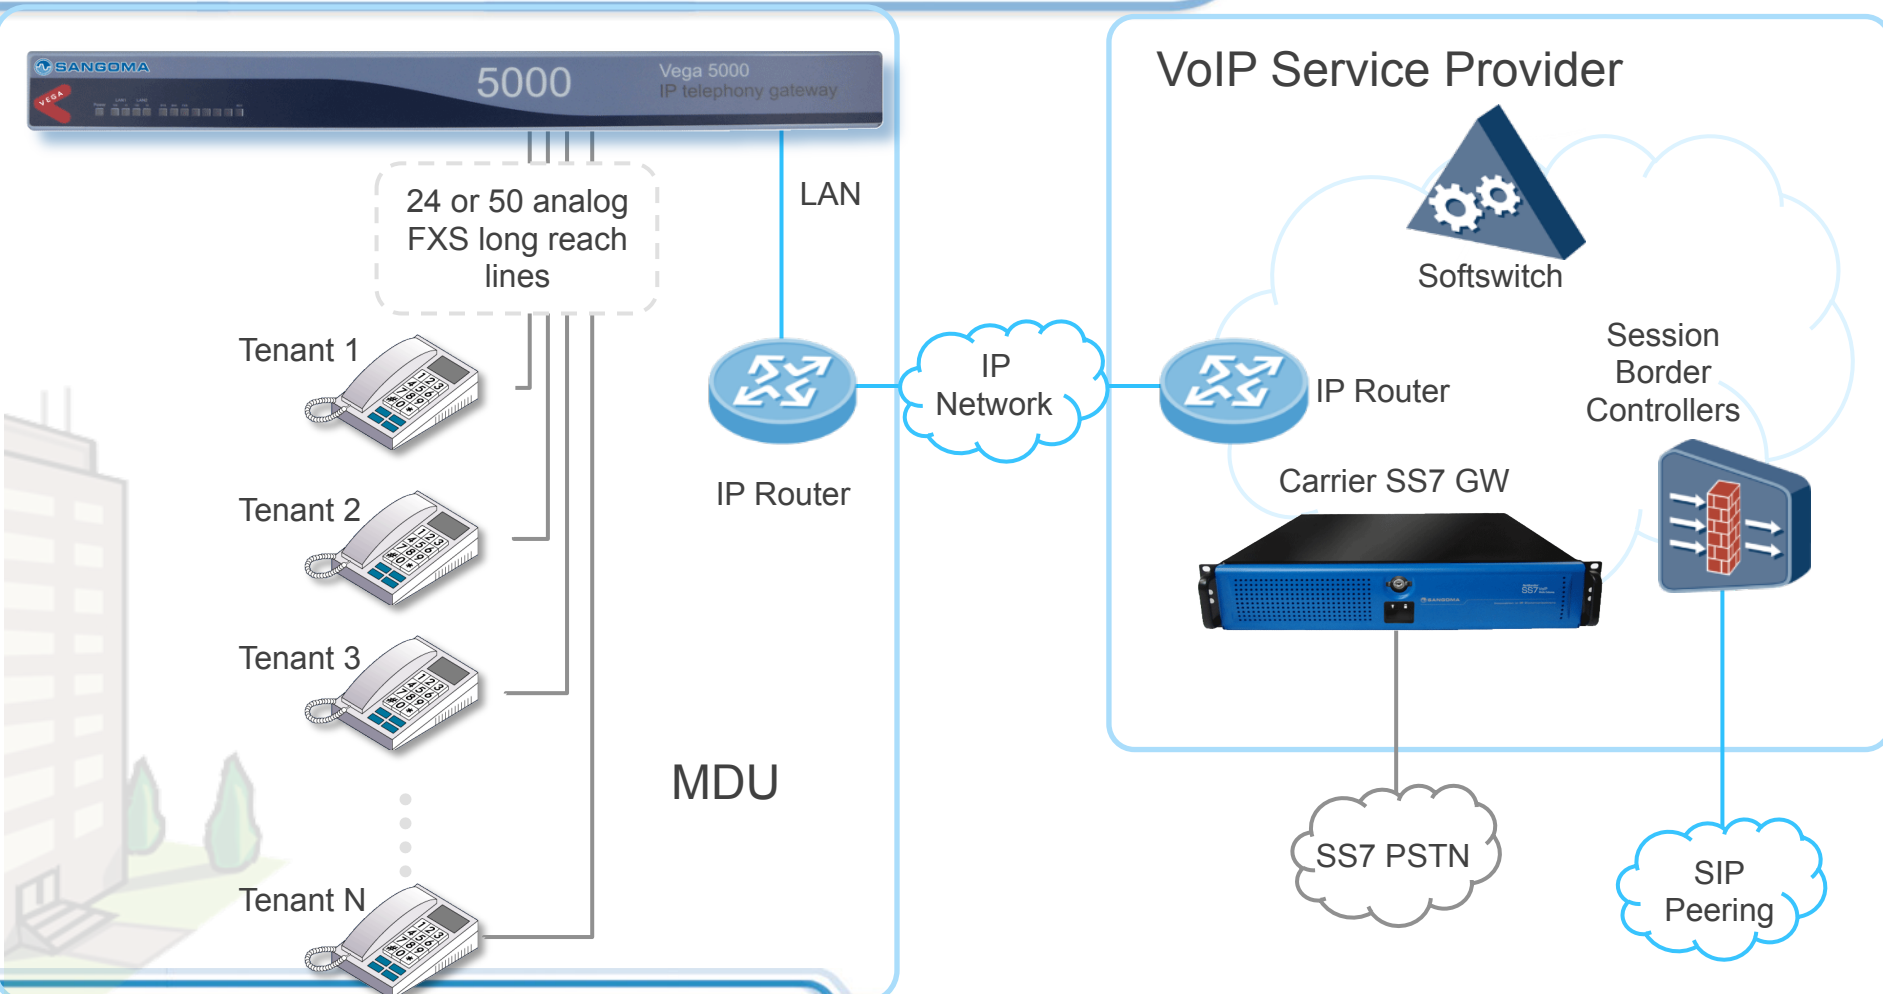 SANGOMA
VEGA
5000
Vega 5000
IP telephony gateway
LAN
24 or 50 analog
FXS long reach
lines
Tenant 1
Tenant 2
Tenant 3
Tenant N
IP Router
MDU
IP
Network
VoIP Service Provider
Softswitch
IP Router
Session
Border
Controllers
Carrier SS7 GW
SANGOMA
SS7
SS7 PSTN
SIP
Peering